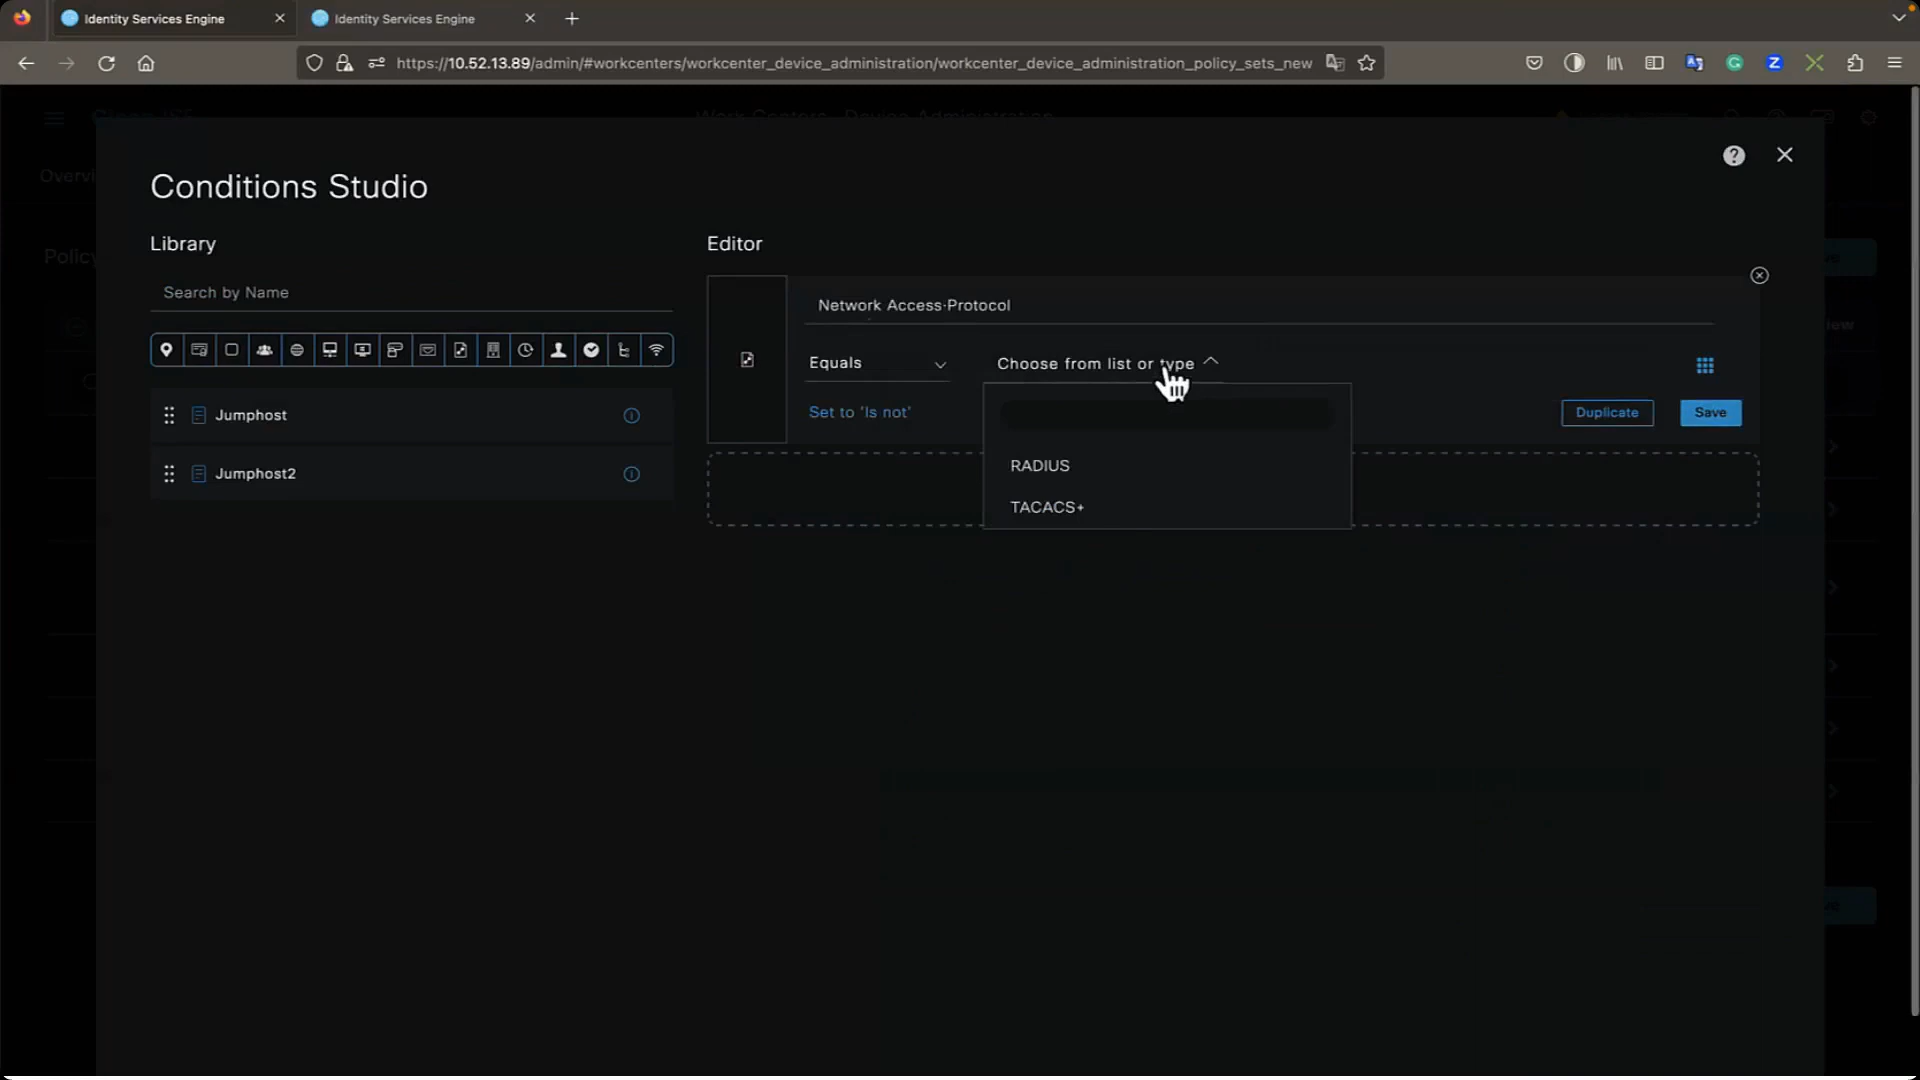 Identity Services Engine
Identity Services Engine
https://10.52.13.89/admin/#workcenters/workcenter_device_administration/workcenter_device_administration_policy_sets_new
Work Centers · Device Administration
Overvi
Policy
Conditions Studio
Library
Editor
Search by Name
Network Access·Protocol
Equals
Choose from list or type
Set to 'Is not'
Duplicate
Save
Jumphost
Jumphost2
RADIUS
TACACS+